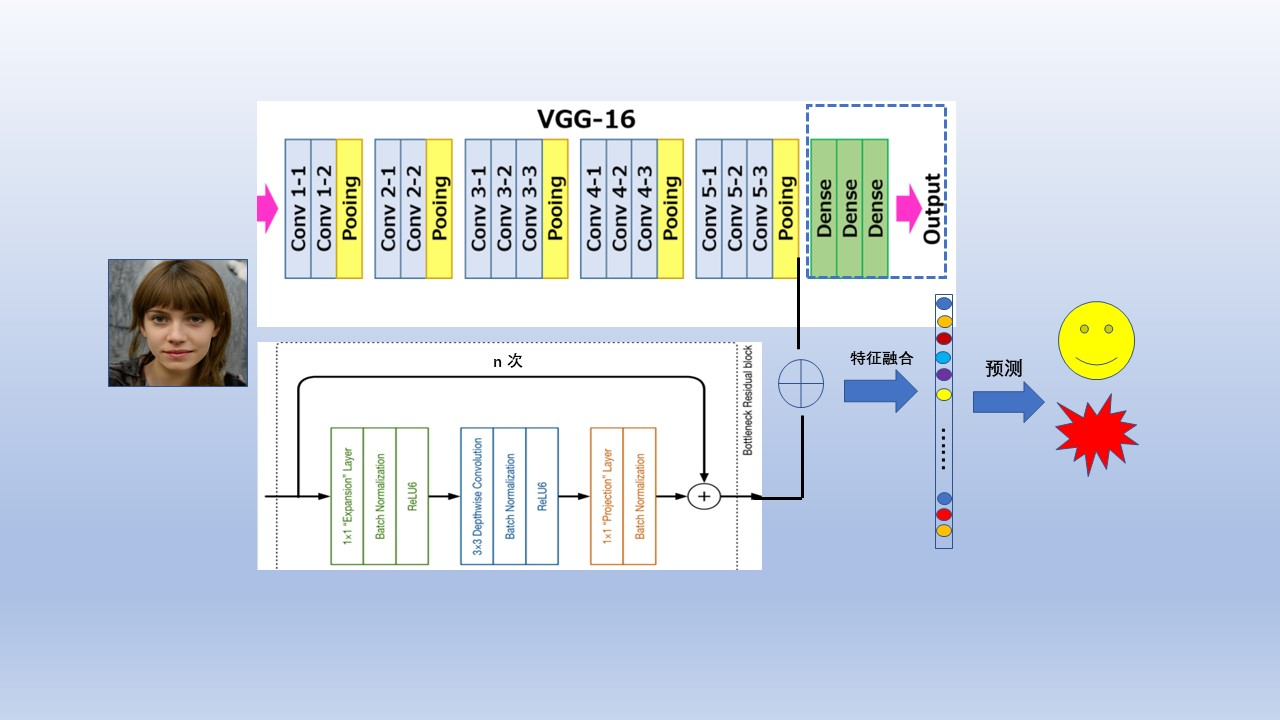 VGG-16
Conv 1-1
Conv 1-2
Pooing
Conv 2-1
Conv 2-2
Pooing
Conv 3-1
Conv 3-2
Conv 3-3
Pooing
Conv 4-1
Conv 4-2
Conv 4-3
Pooing
Conv 5-1
Conv 5-2
Conv 5-3
Pooing
Dense
Dense
Dense
Output
n 次
1×1 "Expansion" Layer
Batch Normalization
ReLU6
3×3 Depthwise Convolution
Batch Normalization
ReLU6
1×1 "Projection" Layer
Batch Normalization
+
Bottleneck Residual block
特征融合
......
预测